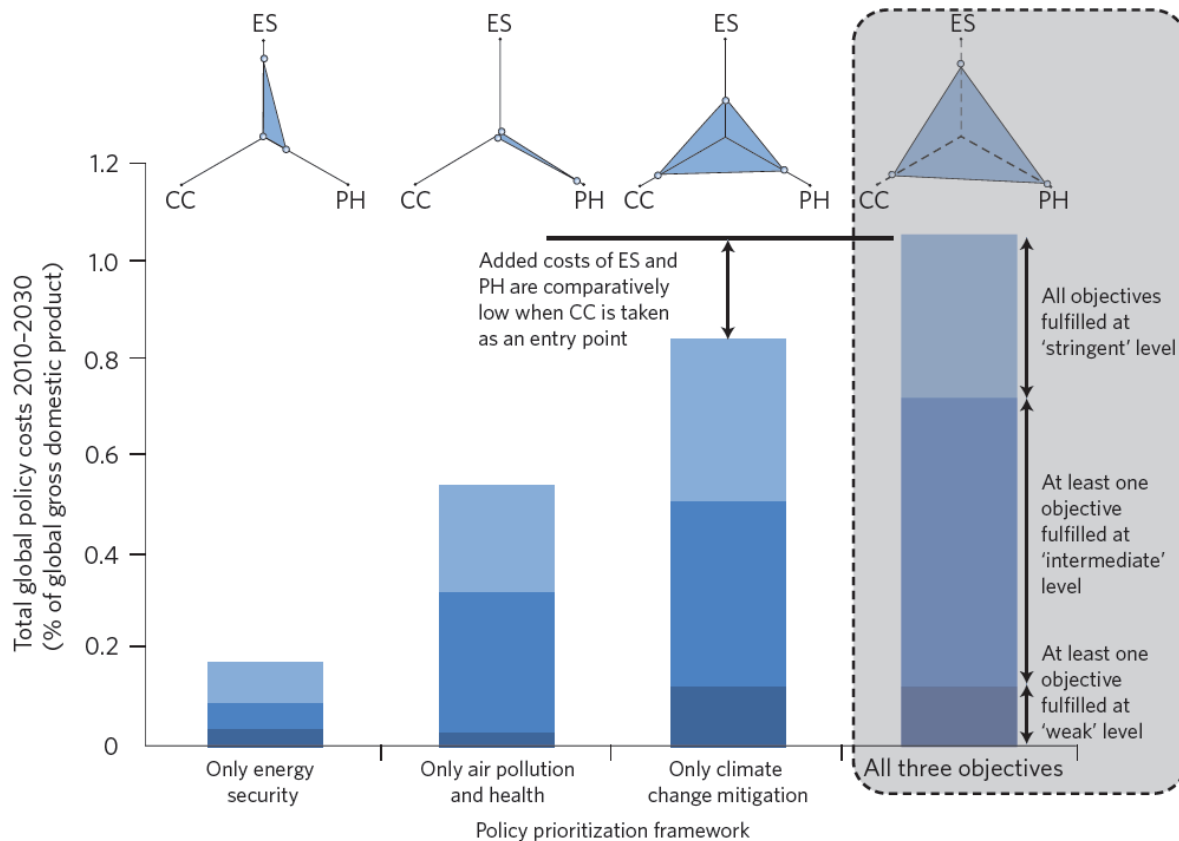 ES
CC
PH
ES
CC
PH
ES
CC
PH
ES
CC
PH
Total global policy costs 2010–2030
(% of global gross domestic product)
1.2
1.0
0.8
0.6
0.4
0.2
0
Added costs of ES and
PH are comparatively
low when CC is taken
as an entry point
All objectives
fulfilled at
‘stringent’ level
At least one
objective
fulfilled at
‘intermediate’
level
At least one
objective
fulfilled at
‘weak’ level
Only energy
security
Only air pollution
and health
Only climate
change mitigation
All three objectives
Policy prioritization framework